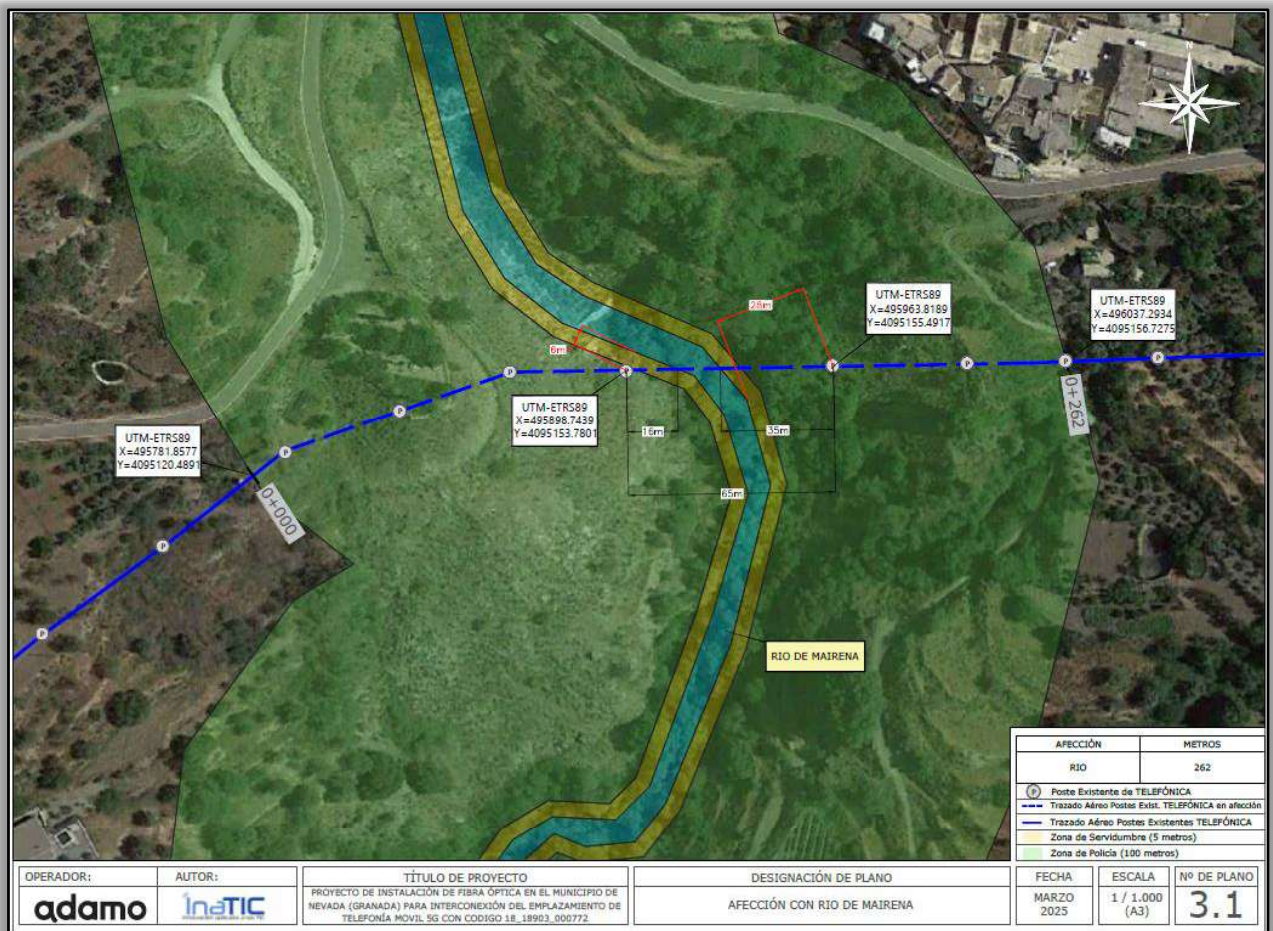 N
28m
UTM-ETRS89
X=495963.8189
Y=4095155.4917
UTM-ETRS89
X=496037.2934
Y=4095156.7275
6m
P
P
P
P
P
P
P
P
P
UTM-ETRS89
X=495898.7439
Y=4095153.7801
0+262
16m
35m
UTM-ETRS89
X=495781.8577
Y=4095120.4891
65m
0+000
RIO DE MAIRENA
AFECCIÓN METROS
RIO 262
P Poste Existente de TELEFÓNICA
Trazado Aéreo Postes Exist. TELEFÓNICA en afección
Trazado Aéreo Postes Existentes TELEFÓNICA
Zona de Servidumbre (5 metros)
Zona de Policía (100 metros)
OPERADOR:
adamo
AUTOR:
inaTIC
TÍTULO DE PROYECTO
PROYECTO DE INSTALACIÓN DE FIBRA ÓPTICA EN EL MUNICIPIO DE
NEVADA (GRANADA) PARA INTERCONEXIÓN DEL EMPLAZAMIENTO DE
TELEFONÍA MOVIL 5G CON CODIGO 18_18903_000772
DESIGNACIÓN DE PLANO
AFECCIÓN CON RIO DE MAIRENA
FECHA
MARZO
2025
ESCALA
1 / 1.000
(A3)
Nº DE PLANO
3.1